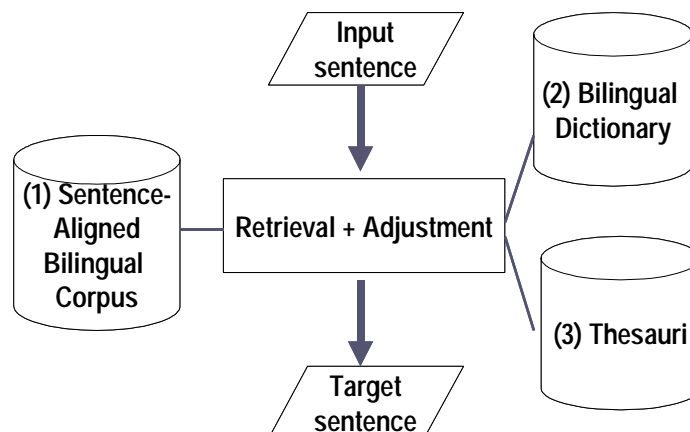 Input
sentence
(2) Bilingual
Dictionary
(1) Sentence-
Aligned
Bilingual
Corpus
Retrieval + Adjustment
(3) Thesauri
Target
sentence